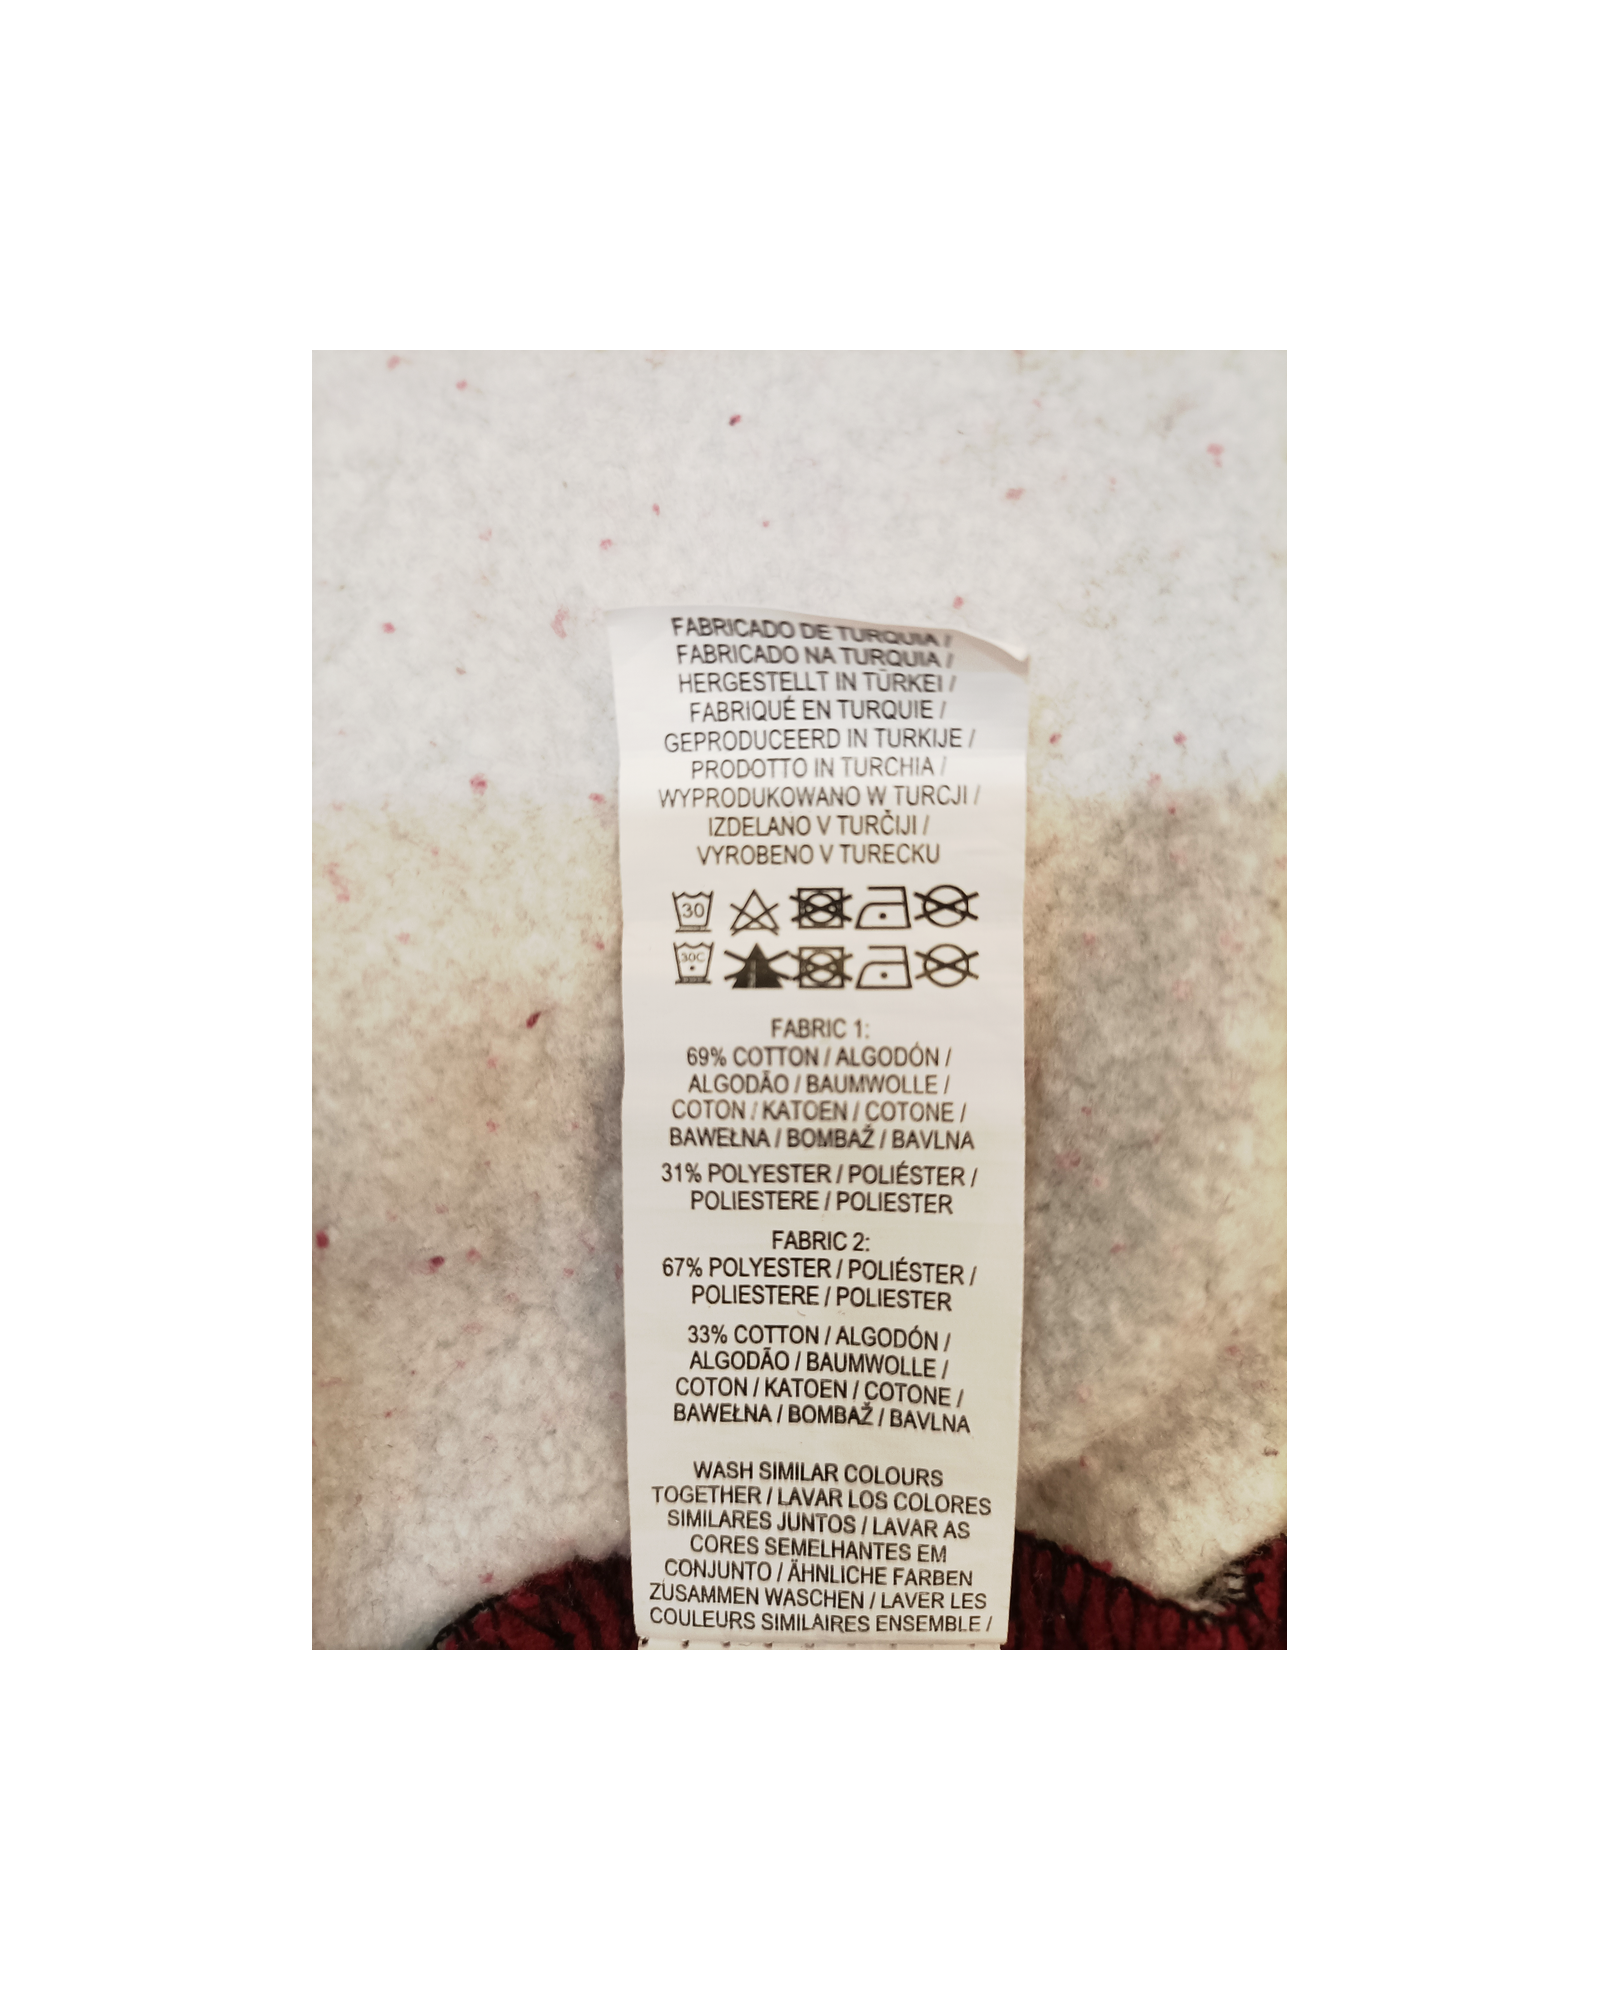 FABRICADO DE TURQUIA /
FABRICADO NA TURQUIA /
HERGESTELLT IN TÜRKEI /
FABRIQUÉ EN TURQUIE /
GEPRODUCEERD IN TURKIJE /
PRODOTTO IN TURCHIA /
WYPRODUKOWANO W TURCJI /
IZDELANO V TURČIJI /
VYROBENO V TURECKU
30
30C
FABRIC 1:
69% COTTON / ALGODÓN /
ALGODÃO / BAUMWOLLE /
COTON / KATOEN / COTONE /
BAWEŁNA / BOMBAŽ / BAVLNA
31% POLYESTER / POLIÉSTER /
POLIESTERE / POLIESTER
FABRIC 2:
67% POLYESTER / POLIÉSTER /
POLIESTERE / POLIESTER
33% COTTON / ALGODÓN /
ALGODÃO / BAUMWOLLE /
COTON / KATOEN / COTONE /
BAWEŁNA / BOMBAŽ / BAVLNA
WASH SIMILAR COLOURS
TOGETHER / LAVAR LOS COLORES
SIMILARES JUNTOS / LAVAR AS
CORES SEMELHANTES EM
CONJUNTO / ÄHNLICHE FARBEN
ZUSAMMEN WASCHEN / LAVER LES
COULEURS SIMILAIRES ENSEMBLE /